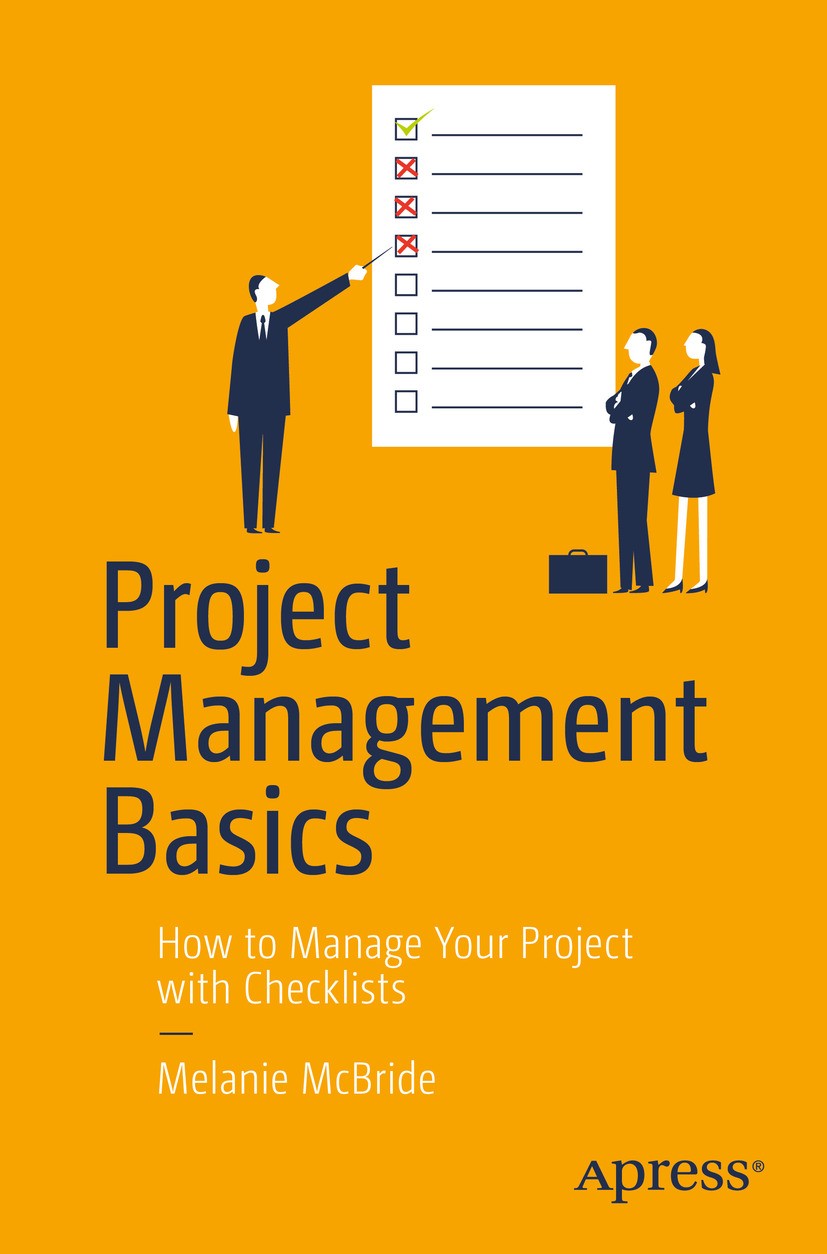 Project
Management
Basics
How to Manage Your Project
with Checklists
Melanie McBride
Apress®